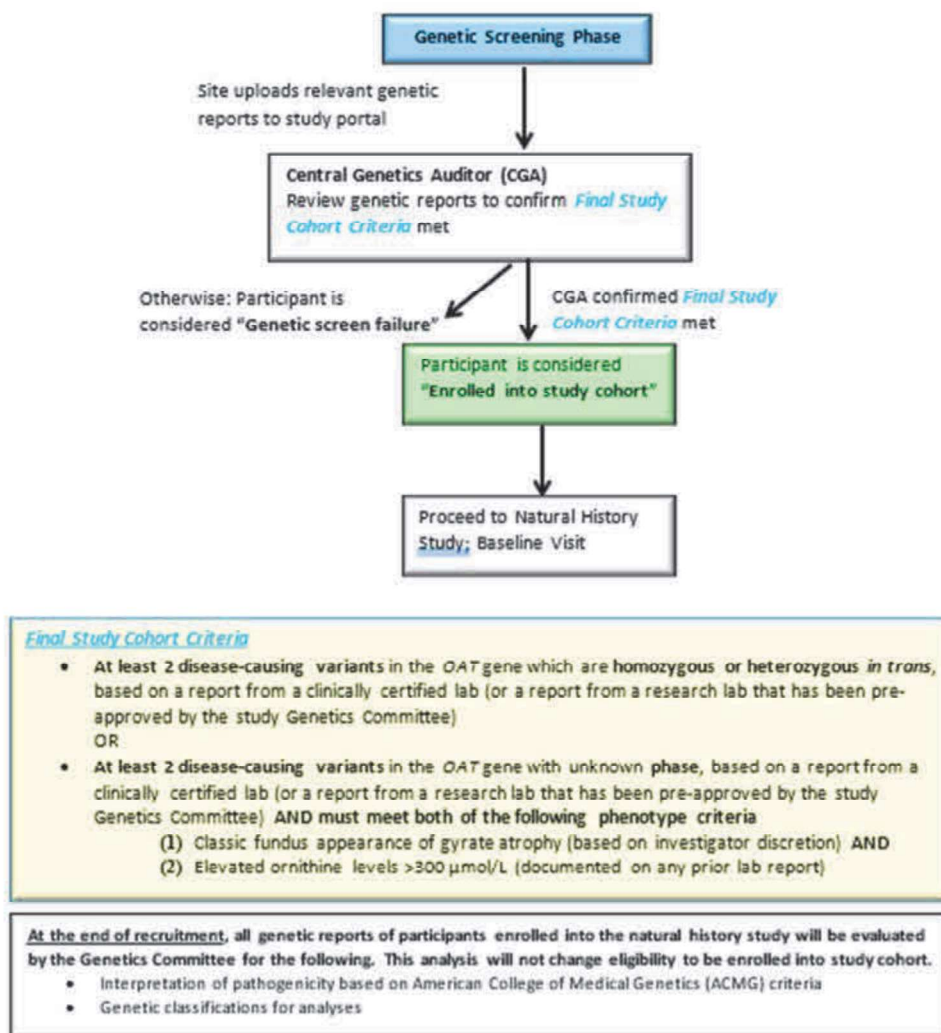 Genetic Screening Phase
Site uploads relevant genetic
reports to study portal
Central Genetics Auditor (CGA)
Review genetic reports to confirm Final Study
Cohort Criteria met
Otherwise: Participant is
considered "Genetic screen failure"
CGA confirmed Final Study
Cohort Criteria met
Participant is considered
"Enrolled into study cohort"
Proceed to Natural History
Study; Baseline Visit
Final Study Cohort Criteria
• At least 2 disease-causing variants in the OAT gene which are homozygous or heterozygous in trans,
based on a report from a clinically certified lab (or a report from a research lab that has been pre-
approved by the study Genetics Committee)
OR
• At least 2 disease-causing variants in the OAT gene with unknown phase, based on a report from a
clinically certified lab (or a report from a research lab that has been pre-approved by the study
Genetics Committee) AND must meet both of the following phenotype criteria
(1) Classic fundus appearance of gyrate atrophy (based on investigator discretion) AND
(2) Elevated ornithine levels >300 µmol/L (documented on any prior lab report)
At the end of recruitment, all genetic reports of participants enrolled into the natural history study will be evaluated
by the Genetics Committee for the following. This analysis will not change eligibility to be enrolled into study cohort.
• Interpretation of pathogenicity based on American College of Medical Genetics (ACMG) criteria
• Genetic classifications for analyses